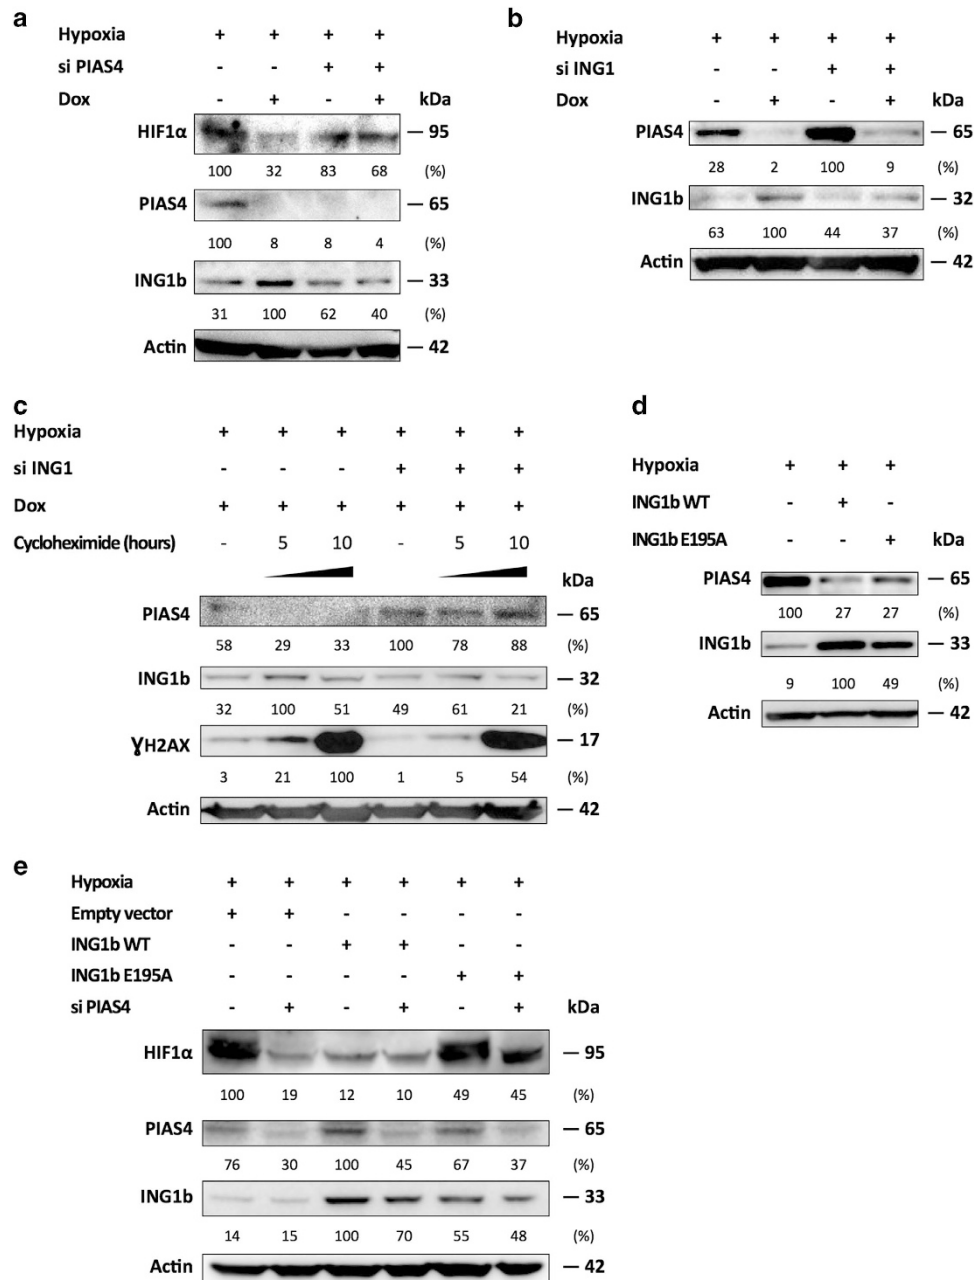 a
Hypoxia + + + +
si PIAS4 - - + +
Dox - + - + kDa
HIF1α — 95
100 32 83 68 (%)
PIAS4 — 65
100 8 8 4 (%)
ING1b — 33
31 100 62 40 (%)
Actin — 42
b
Hypoxia + + + +
si ING1 - - + +
Dox - + - + kDa
PIAS4 — 65
28 2 100 9 (%)
ING1b — 32
63 100 44 37 (%)
Actin — 42
c
Hypoxia + + + + + +
si ING1 - - - + + +
Dox + + + + + +
Cycloheximide (hours) - 5 10 - 5 10
kDa
PIAS4 — 65
58 29 33 100 78 88 (%)
ING1b — 32
32 100 51 49 61 21 (%)
ƔH2AX — 17
3 21 100 1 5 54 (%)
Actin — 42
d
Hypoxia + + +
ING1b WT - + -
ING1b E195A - - + kDa
PIAS4 — 65
100 27 27 (%)
ING1b — 33
9 100 49 (%)
Actin — 42
e
Hypoxia + + + + + +
Empty vector + + - - - -
ING1b WT - - + + - -
ING1b E195A - - - - + +
si PIAS4 - + - + - + kDa
HIF1α — 95
100 19 12 10 49 45 (%)
PIAS4 — 65
76 30 100 45 67 37 (%)
ING1b — 33
14 15 100 70 55 48 (%)
Actin — 42